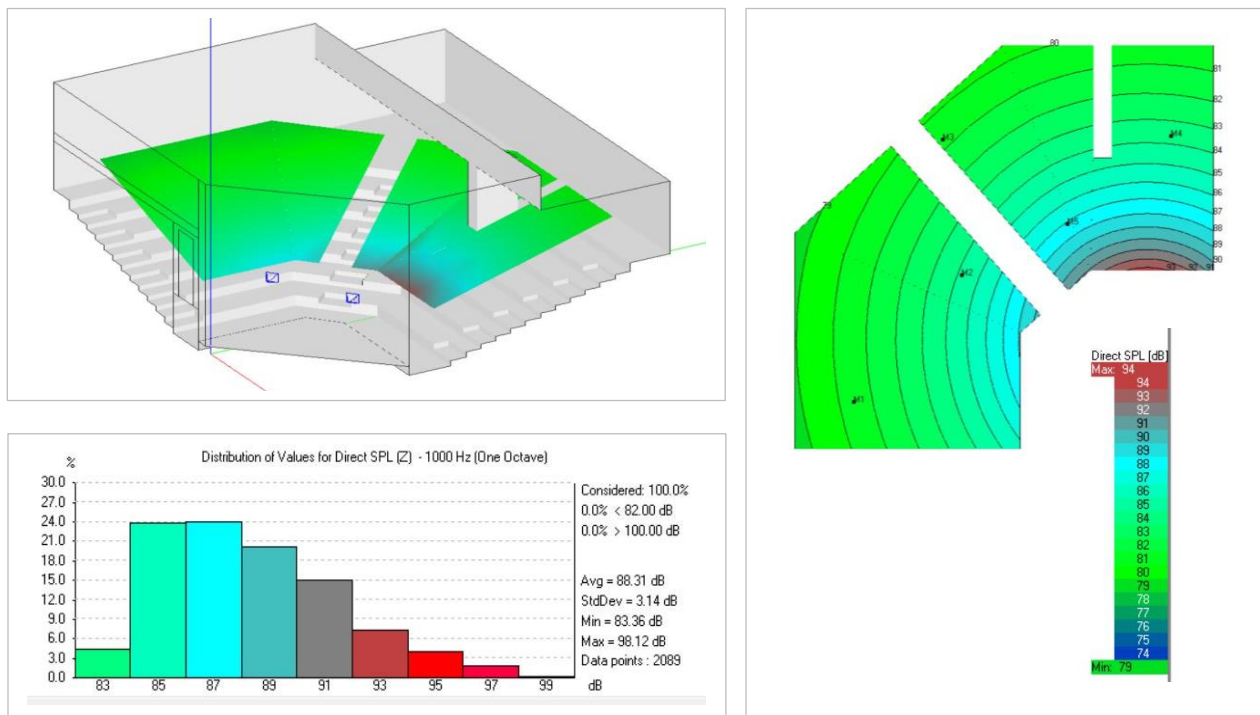 Distribution of Values for Direct SPL (Z) - 1000 Hz (One Octave)
%
30.0
27.0
24.0
21.0
18.0
15.0
12.0
9.0
6.0
3.0
0.0
83 85 87 89 91 93 95 97 99 dB
Considered: 100.0%
0.0% < 82.00 dB
0.0% > 100.00 dB
Avg = 88.31 dB
StdDev = 3.14 dB
Min = 83.36 dB
Max = 98.12 dB
Data points : 2089
80
81
82
83
84
85
86
87
88
89
90
93 92 91
79
M3
M4
M5
M2
M1
Direct SPL [dB]
Max: 94
94
93
92
91
90
89
88
87
86
85
84
83
82
81
80
79
78
77
76
75
74
Min: 79